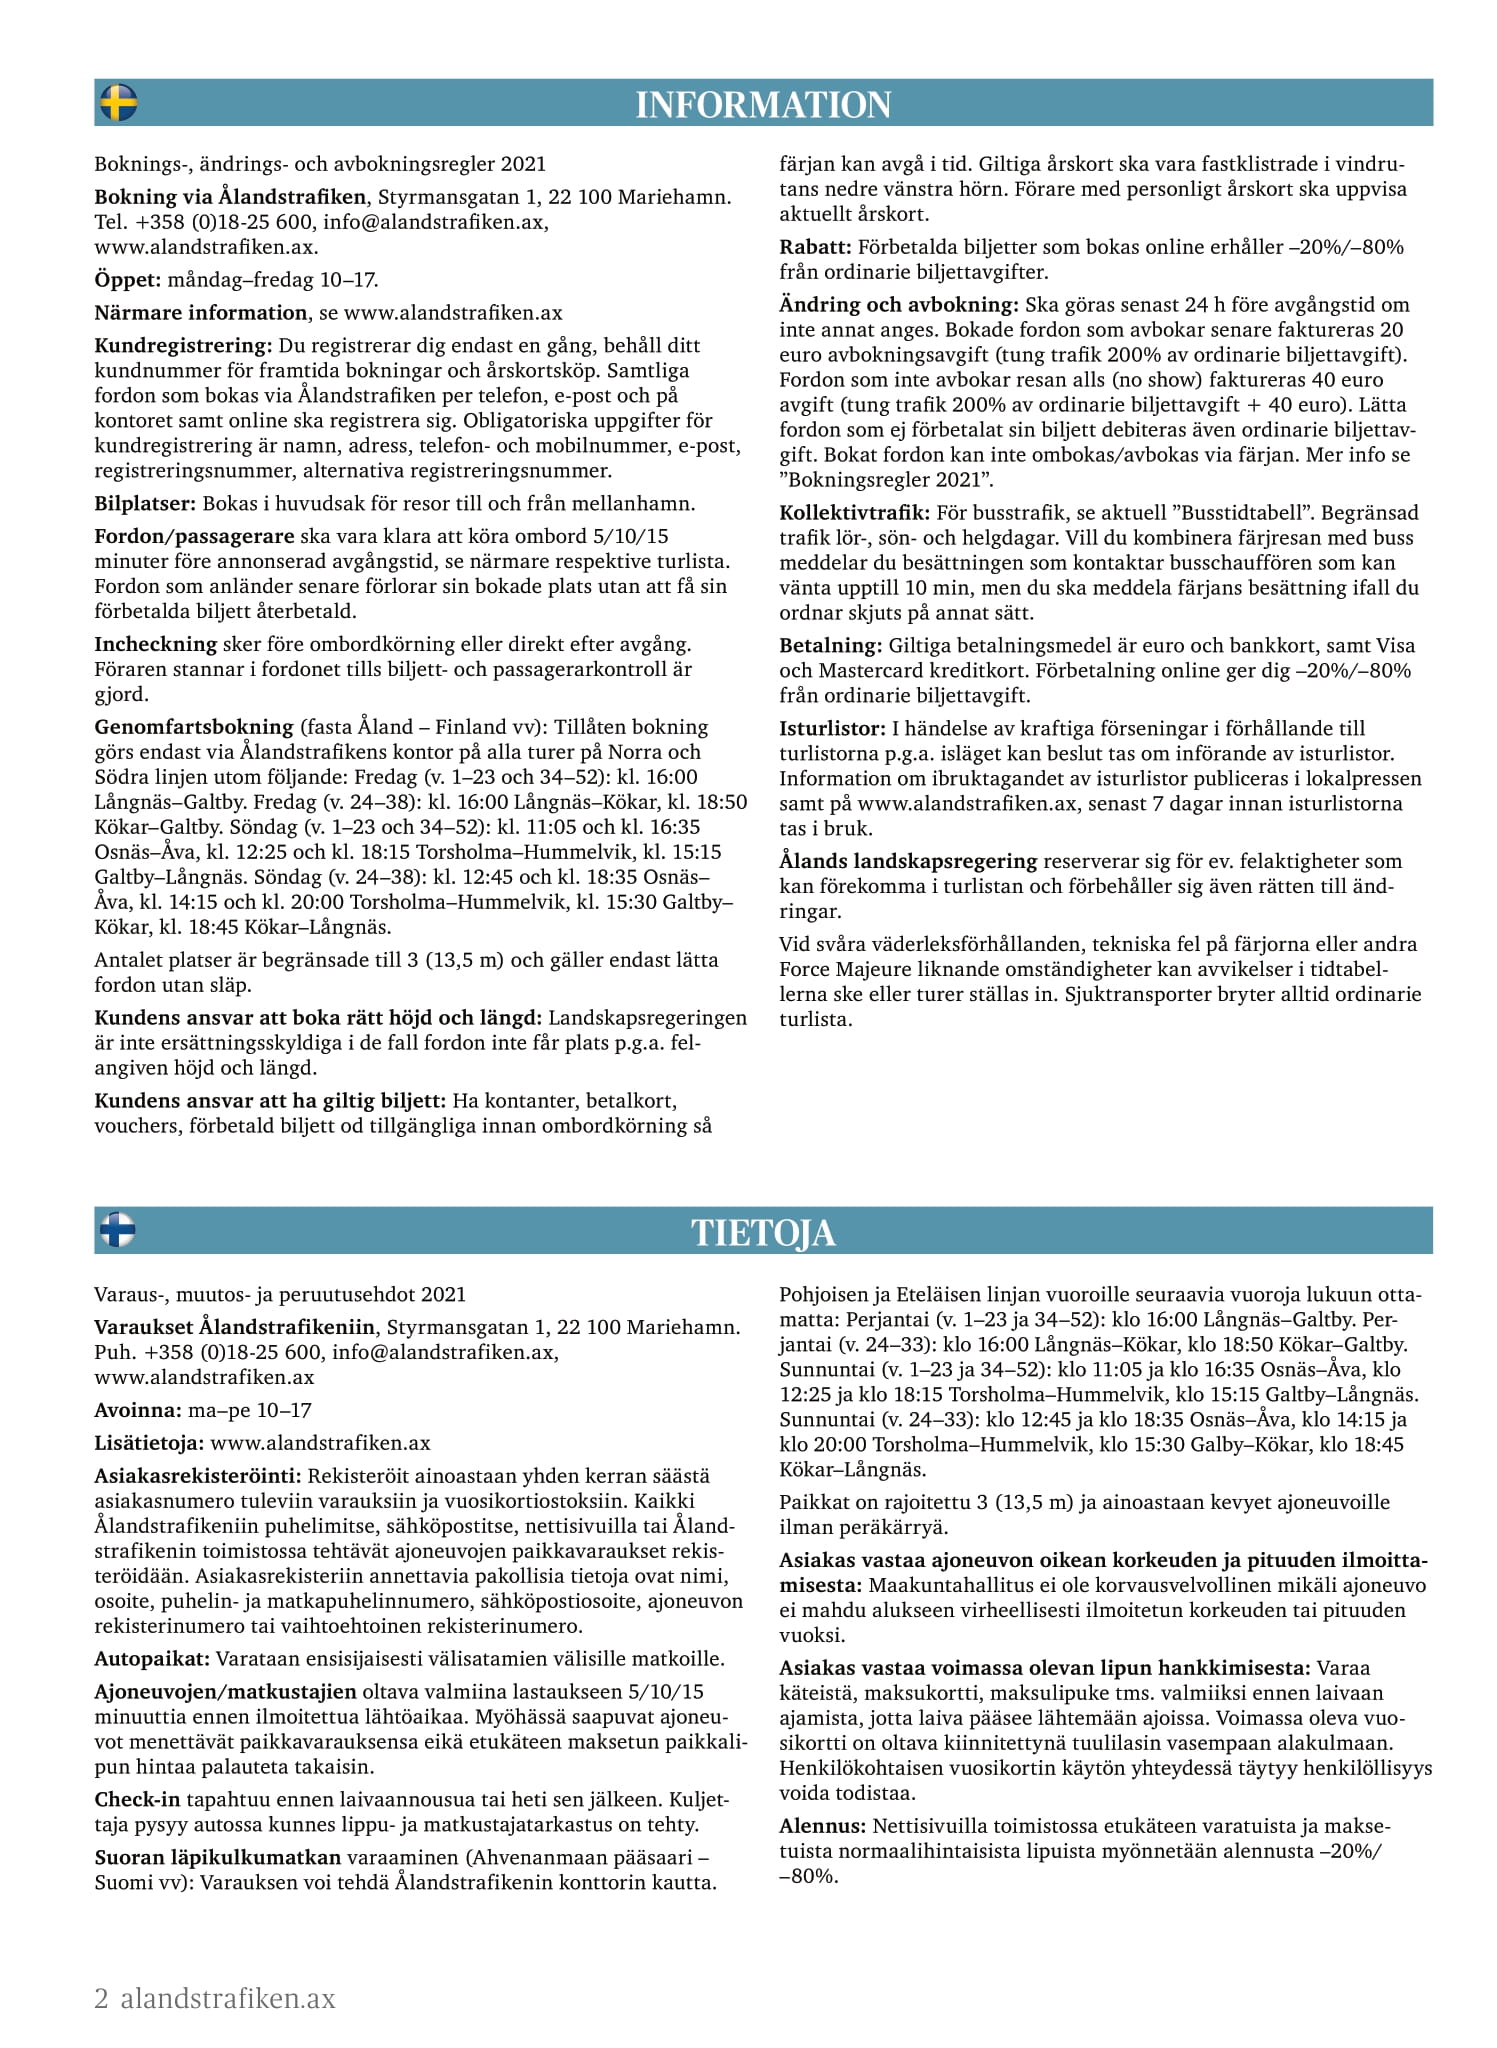 INFORMATION
Boknings-, ändrings- och avbokningsregler 2021
Bokning via Ålandstrafiken, Styrmansgatan 1, 22 100 Mariehamn.
Tel. +358 (0)18-25 600, info@alandstrafiken.ax,
www.alandstrafiken.ax.
Öppet: måndag–fredag 10–17.
Närmare information, se www.alandstrafiken.ax
Kundregistrering: Du registrerar dig endast en gång, behåll ditt
kundnummer för framtida bokningar och årskortsköp. Samtliga
fordon som bokas via Ålandstrafiken per telefon, e-post och på
kontoret samt online ska registrera sig. Obligatoriska uppgifter för
kundregistrering är namn, adress, telefon- och mobilnummer, e-post,
registreringsnummer, alternativa registreringsnummer.
Bilplatser: Bokas i huvudsak för resor till och från mellanhamn.
Fordon/passagerare ska vara klara att köra ombord 5/10/15
minuter före annonserad avgångstid, se närmare respektive turlista.
Fordon som anländer senare förlorar sin bokade plats utan att få sin
förbetalda biljett återbetald.
Incheckning sker före ombordkörning eller direkt efter avgång.
Föraren stannar i fordonet tills biljett- och passagerarkontroll är
gjord.
Genomfartsbokning (fasta Åland – Finland vv): Tillåten bokning
görs endast via Ålandstrafikens kontor på alla turer på Norra och
Södra linjen utom följande: Fredag (v. 1–23 och 34–52): kl. 16:00
Långnäs–Galtby. Fredag (v. 24–38): kl. 16:00 Långnäs–Kökar, kl. 18:50
Kökar–Galtby. Söndag (v. 1–23 och 34–52): kl. 11:05 och kl. 16:35
Osnäs–Åva, kl. 12:25 och kl. 18:15 Torsholma–Hummelvik, kl. 15:15
Galtby–Långnäs. Söndag (v. 24–38): kl. 12:45 och kl. 18:35 Osnäs–
Åva, kl. 14:15 och kl. 20:00 Torsholma–Hummelvik, kl. 15:30 Galtby–
Kökar, kl. 18:45 Kökar–Långnäs.
Antalet platser är begränsade till 3 (13,5 m) och gäller endast lätta
fordon utan släp.
Kundens ansvar att boka rätt höjd och längd: Landskapsregeringen
är inte ersättningsskyldiga i de fall fordon inte får plats p.g.a. fel-
angiven höjd och längd.
Kundens ansvar att ha giltig biljett: Ha kontanter, betalkort,
vouchers, förbetald biljett od tillgängliga innan ombordkörning så
färjan kan avgå i tid. Giltiga årskort ska vara fastklistrade i vindru-
tans nedre vänstra hörn. Förare med personligt årskort ska uppvisa
aktuellt årskort.
Rabatt: Förbetalda biljetter som bokas online erhåller –20%/–80%
från ordinarie biljettavgifter.
Ändring och avbokning: Ska göras senast 24 h före avgångstid om
inte annat anges. Bokade fordon som avbokar senare faktureras 20
euro avbokningsavgift (tung trafik 200% av ordinarie biljettavgift).
Fordon som inte avbokar resan alls (no show) faktureras 40 euro
avgift (tung trafik 200% av ordinarie biljettavgift + 40 euro). Lätta
fordon som ej förbetalat sin biljett debiteras även ordinarie biljettav-
gift. Bokat fordon kan inte ombokas/avbokas via färjan. Mer info se
”Bokningsregler 2021”.
Kollektivtrafik: För busstrafik, se aktuell ”Busstidtabell”. Begränsad
trafik lör-, sön- och helgdagar. Vill du kombinera färjresan med buss
meddelar du besättningen som kontaktar busschauffören som kan
vänta upptill 10 min, men du ska meddela färjans besättning ifall du
ordnar skjuts på annat sätt.
Betalning: Giltiga betalningsmedel är euro och bankkort, samt Visa
och Mastercard kreditkort. Förbetalning online ger dig –20%/–80%
från ordinarie biljettavgift.
Isturlistor: I händelse av kraftiga förseningar i förhållande till
turlistorna p.g.a. isläget kan beslut tas om införande av isturlistor.
Information om ibruktagandet av isturlistor publiceras i lokalpressen
samt på www.alandstrafiken.ax, senast 7 dagar innan isturlistorna
tas i bruk.
Ålands landskapsregering reserverar sig för ev. felaktigheter som
kan förekomma i turlistan och förbehåller sig även rätten till änd-
ringar.
Vid svåra väderleksförhållanden, tekniska fel på färjorna eller andra
Force Majeure liknande omständigheter kan avvikelser i tidtabel-
lerna ske eller turer ställas in. Sjuktransporter bryter alltid ordinarie
turlista.
TIETOJA
Varaus-, muutos- ja peruutusehdot 2021
Varaukset Ålandstrafikeniin, Styrmansgatan 1, 22 100 Mariehamn.
Puh. +358 (0)18-25 600, info@alandstrafiken.ax,
www.alandstrafiken.ax
Avoinna: ma–pe 10–17
Lisätietoja: www.alandstrafiken.ax
Asiakasrekisteröinti: Rekisteröit ainoastaan yhden kerran säästä
asiakasnumero tuleviin varauksiin ja vuosikortiostoksiin. Kaikki
Ålandstrafikeniin puhelimitse, sähköpostitse, nettisivuilla tai Åland-
strafikenin toimistossa tehtävät ajoneuvojen paikkavaraukset rekis-
teröidään. Asiakasrekisteriin annettavia pakollisia tietoja ovat nimi,
osoite, puhelin- ja matkapuhelinnumero, sähköpostiosoite, ajoneuvon
rekisterinumero tai vaihtoehtoinen rekisterinumero.
Autopaikat: Varataan ensisijaisesti välisatamien välisille matkoille.
Ajoneuvojen/matkustajien oltava valmiina lastaukseen 5/10/15
minuuttia ennen ilmoitettua lähtöaikaa. Myöhässä saapuvat ajoneu-
vot menettävät paikkavarauksensa eikä etukäteen maksetun paikkali-
pun hintaa palauteta takaisin.
Check-in tapahtuu ennen laivaannousua tai heti sen jälkeen. Kuljet-
taja pysyy autossa kunnes lippu- ja matkustajatarkastus on tehty.
Suoran läpikulkumatkan varaaminen (Ahvenanmaan pääsaari –
Suomi vv): Varauksen voi tehdä Ålandstrafikenin konttorin kautta.
Pohjoisen ja Eteläisen linjan vuoroille seuraavia vuoroja lukuun otta-
matta: Perjantai (v. 1–23 ja 34–52): klo 16:00 Långnäs–Galtby. Per-
jantai (v. 24–33): klo 16:00 Långnäs–Kökar, klo 18:50 Kökar–Galtby.
Sunnuntai (v. 1–23 ja 34–52): klo 11:05 ja klo 16:35 Osnäs–Åva, klo
12:25 ja klo 18:15 Torsholma–Hummelvik, klo 15:15 Galtby–Långnäs.
Sunnuntai (v. 24–33): klo 12:45 ja klo 18:35 Osnäs–Åva, klo 14:15 ja
klo 20:00 Torsholma–Hummelvik, klo 15:30 Galby–Kökar, klo 18:45
Kökar–Långnäs.
Paikkat on rajoitettu 3 (13,5 m) ja ainoastaan kevyet ajoneuvoille
ilman peräkärryä.
Asiakas vastaa ajoneuvon oikean korkeuden ja pituuden ilmoitta-
misesta: Maakuntahallitus ei ole korvausvelvollinen mikäli ajoneuvo
ei mahdu alukseen virheellisesti ilmoitetun korkeuden tai pituuden
vuoksi.
Asiakas vastaa voimassa olevan lipun hankkimisesta: Varaa
käteistä, maksukortti, maksulipuke tms. valmiiksi ennen laivaan
ajamista, jotta laiva pääsee lähtemään ajoissa. Voimassa oleva vuo-
sikortti on oltava kiinnitettynä tuulilasin vasempaan alakulmaan.
Henkilökohtaisen vuosikortin käytön yhteydessä täytyy henkilöllisyys
voida todistaa.
Alennus: Nettisivuilla toimistossa etukäteen varatuista ja makse-
tuista normaalihintaisista lipuista myönnetään alennusta –20%/
–80%.
2 alandstrafiken.ax